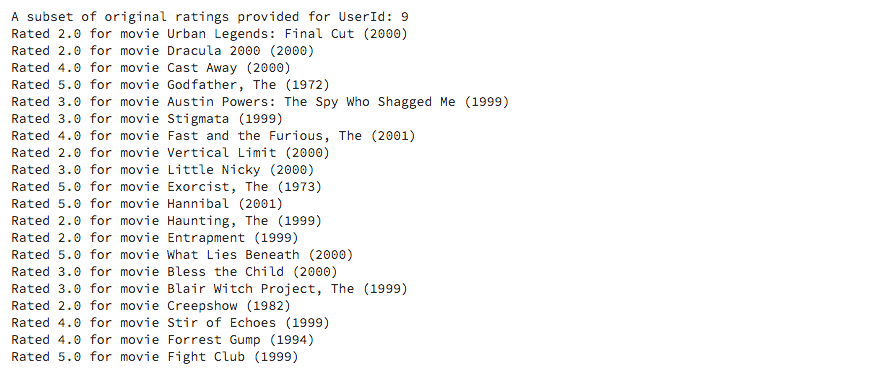 A subset of original ratings provided for UserId: 9
Rated 2.0 for movie Urban Legends: Final Cut (2000)
Rated 2.0 for movie Dracula 2000 (2000)
Rated 4.0 for movie Cast Away (2000)
Rated 5.0 for movie Godfather, The (1972)
Rated 3.0 for movie Austin Powers: The Spy Who Shagged Me (1999)
Rated 3.0 for movie Stigmata (1999)
Rated 4.0 for movie Fast and the Furious, The (2001)
Rated 2.0 for movie Vertical Limit (2000)
Rated 3.0 for movie Little Nicky (2000)
Rated 5.0 for movie Exorcist, The (1973)
Rated 5.0 for movie Hannibal (2001)
Rated 2.0 for movie Haunting, The (1999)
Rated 2.0 for movie Entrapment (1999)
Rated 5.0 for movie What Lies Beneath (2000)
Rated 3.0 for movie Bless the Child (2000)
Rated 3.0 for movie Blair Witch Project, The (1999)
Rated 2.0 for movie Creepshow (1982)
Rated 4.0 for movie Stir of Echoes (1999)
Rated 4.0 for movie Forrest Gump (1994)
Rated 5.0 for movie Fight Club (1999)